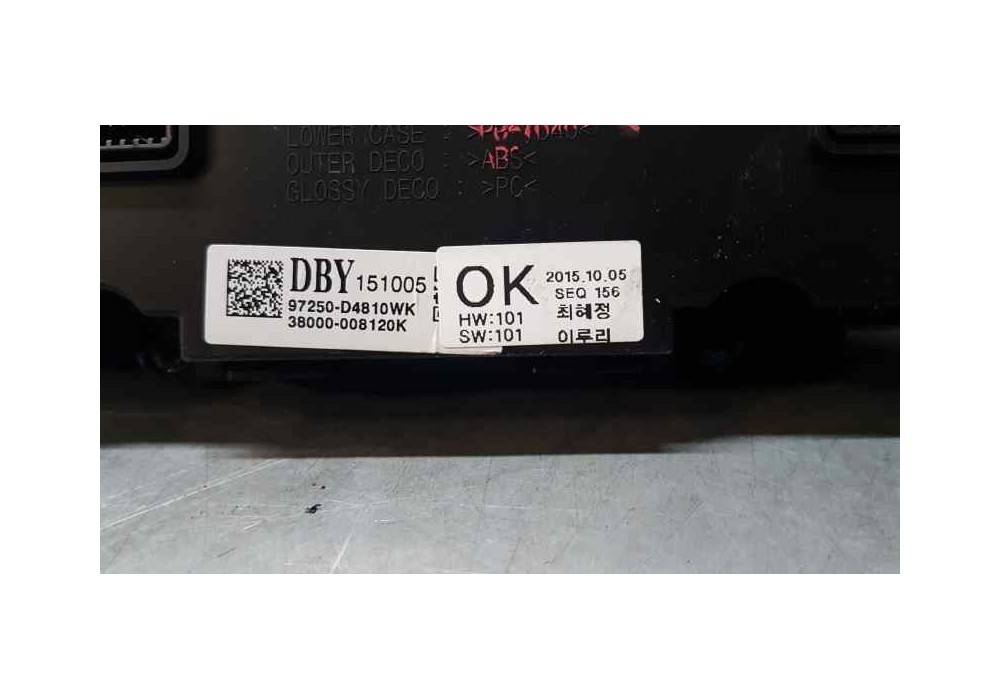 LOWER CASE :
OUTER DECO : >ABS<
GLOSSY DECO : >PC<
DBY 151005
97250-D4810WK
38000-008120K
OK
HW:101
SW:101
2015.10.05
SEQ 156
최혜정
이루리